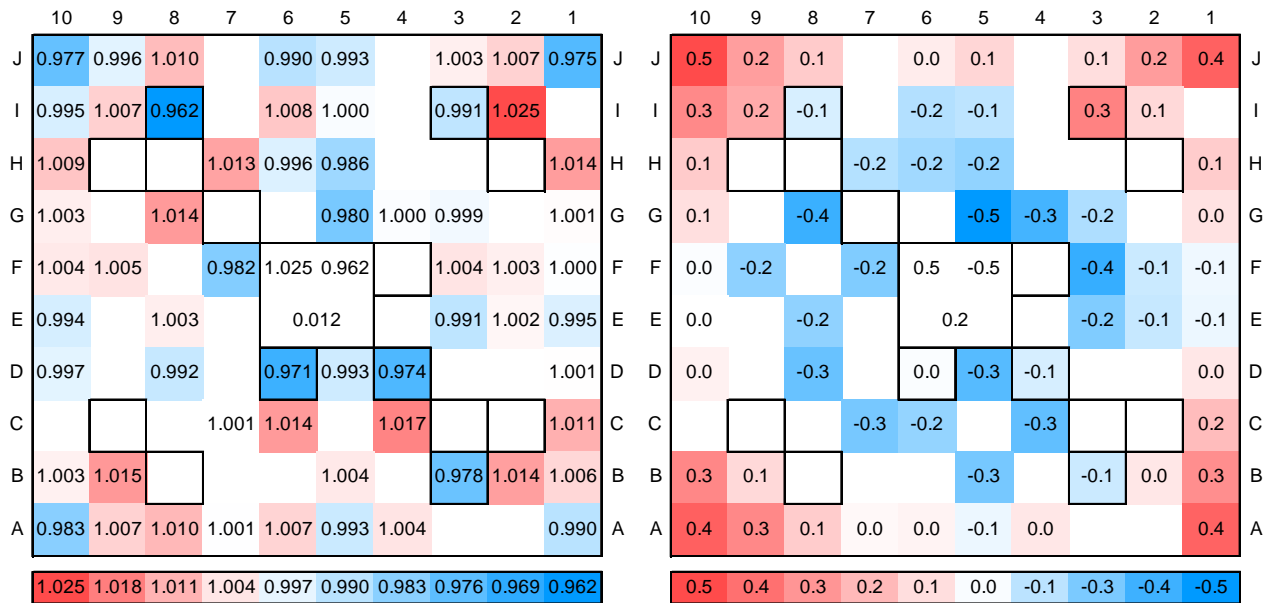 10 9 8 7 6 5 4 3 2 1 10 9 8 7 6 5 4 3 2 1
J 0.977 0.996 1.010 0.990 0.993 1.003 1.007 0.975 J J 0.5 0.2 0.1 0.0 0.1 0.1 0.2 0.4 J
I 0.995 1.007 0.962 1.008 1.000 0.991 1.025 I I 0.3 0.2 -0.1 -0.2 -0.1 0.3 0.1 I
H 1.009 1.013 0.996 0.986 1.014 H H 0.1 -0.2 -0.2 -0.2 0.1 H
G 1.003 1.014 0.980 1.000 0.999 1.001 G G 0.1 -0.4 -0.5 -0.3 -0.2 0.0 G
F 1.004 1.005 0.982 1.025 0.962 1.004 1.003 1.000 F F 0.0 -0.2 -0.2 0.5 -0.5 -0.4 -0.1 -0.1 F
E 0.994 1.003 0.012 0.991 1.002 0.995 E E 0.0 -0.2 0.2 -0.2 -0.1 -0.1 E
D 0.997 0.992 0.971 0.993 0.974 1.001 D D 0.0 -0.3 0.0 -0.3 -0.1 0.0 D
C 1.001 1.014 1.017 1.011 C C -0.3 -0.2 -0.3 0.2 C
B 1.003 1.015 1.004 0.978 1.014 1.006 B B 0.3 0.1 -0.3 -0.1 0.0 0.3 B
A 0.983 1.007 1.010 1.001 1.007 0.993 1.004 0.990 A A 0.4 0.3 0.1 0.0 0.0 -0.1 0.0 0.4 A
1.025 1.018 1.011 1.004 0.997 0.990 0.983 0.976 0.969 0.962 0.5 0.4 0.3 0.2 0.1 0.0 -0.1 -0.3 -0.4 -0.5